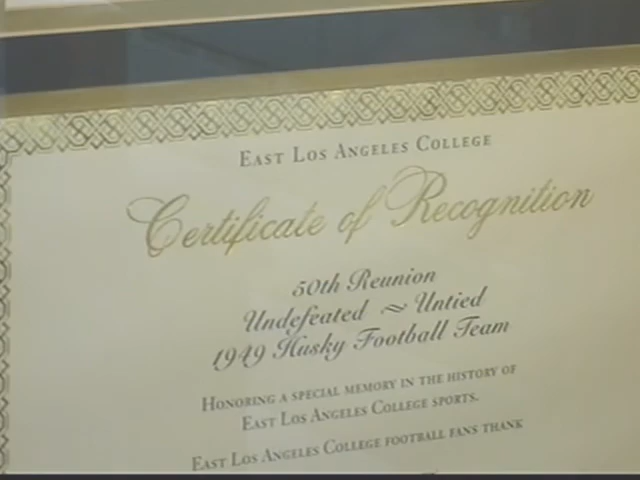 EAST LOS ANGELES COLLEGE
Certificate of Recognition
50th Reunion
Undefeated ~ Untied
1949 Husky Football Team
HONORING A SPECIAL MEMORY IN THE HISTORY OF
EAST LOS ANGELES COLLEGE SPORTS.
EAST LOS ANGELES COLLEGE FOOTBALL FANS THANK